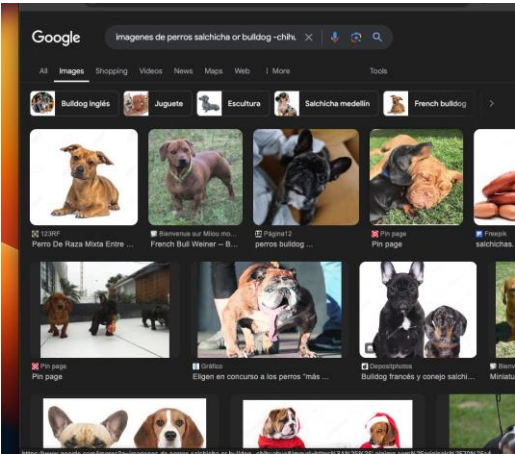 Google
imagenes de perros salchicha or bulldog -chihu
All Images Shopping Videos News Maps Web More Tools
Bulldog inglés Juguete Escultura Salchicha medellín French bulldog
123RF
Perro De Raza Mixta Entre ...
Bienvenue sur Milou mo...
French Bull Weiner – B...
Página12
perros bulldog ...
Pin page
Pin page
Freepik
salchichas.
Pin page
Pin page
Gráfico
Eligen en concurso a los perros "más ...
Depositphotos
Bulldog francés y conejo salchi...
Bienv
Miniatu